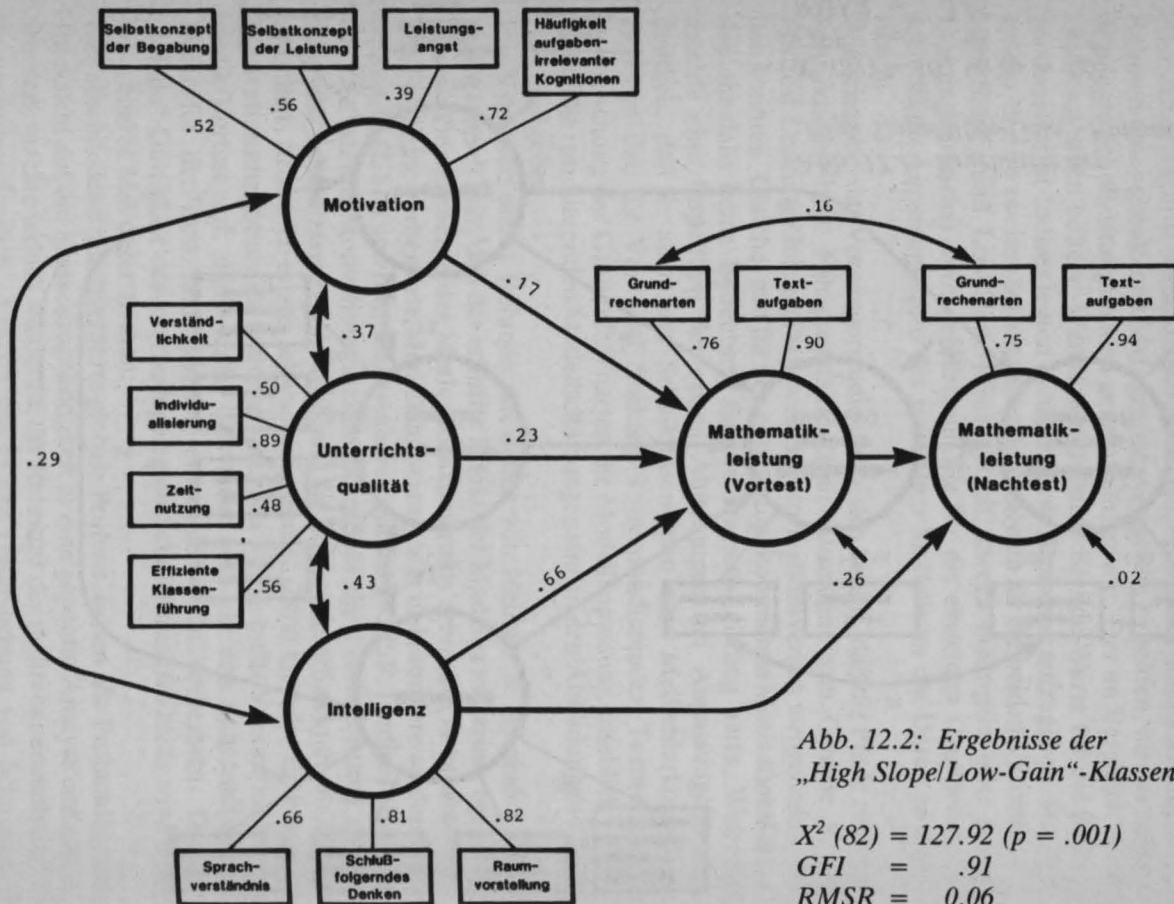 Selbstkonzept
der Begabung
Selbstkonzept
der Leistung
Leistungs-
angst
Häufigkeit
aufgaben-
irrelevanter
Kognitionen
.52
.56
.39
.72
Motivation
.16
Grund-
rechenarten
Text-
aufgaben
Grund-
rechenarten
Text-
aufgaben
.17
.76
.90
.75
.94
.37
Verständ-
lichkeit
.50
Individu-
alisierung
.89
Zeit-
nutzung
.48
Effiziente
Klassen-
führung
.56
.29
Unterrichts-
qualität
.23
Mathematik-
leistung
(Vortest)
Mathematik-
leistung
(Nachtest)
.26
.02
.43
.66
Intelligenz
.66
.81
.82
Sprach-
verständnis
Schluß-
folgerndes
Denken
Raum-
vorstellung
Abb. 12.2: Ergebnisse der
„High Slope/Low-Gain“-Klassen
X² (82) = 127.92 (p = .001)
GFI = .91
RMSR = 0.06